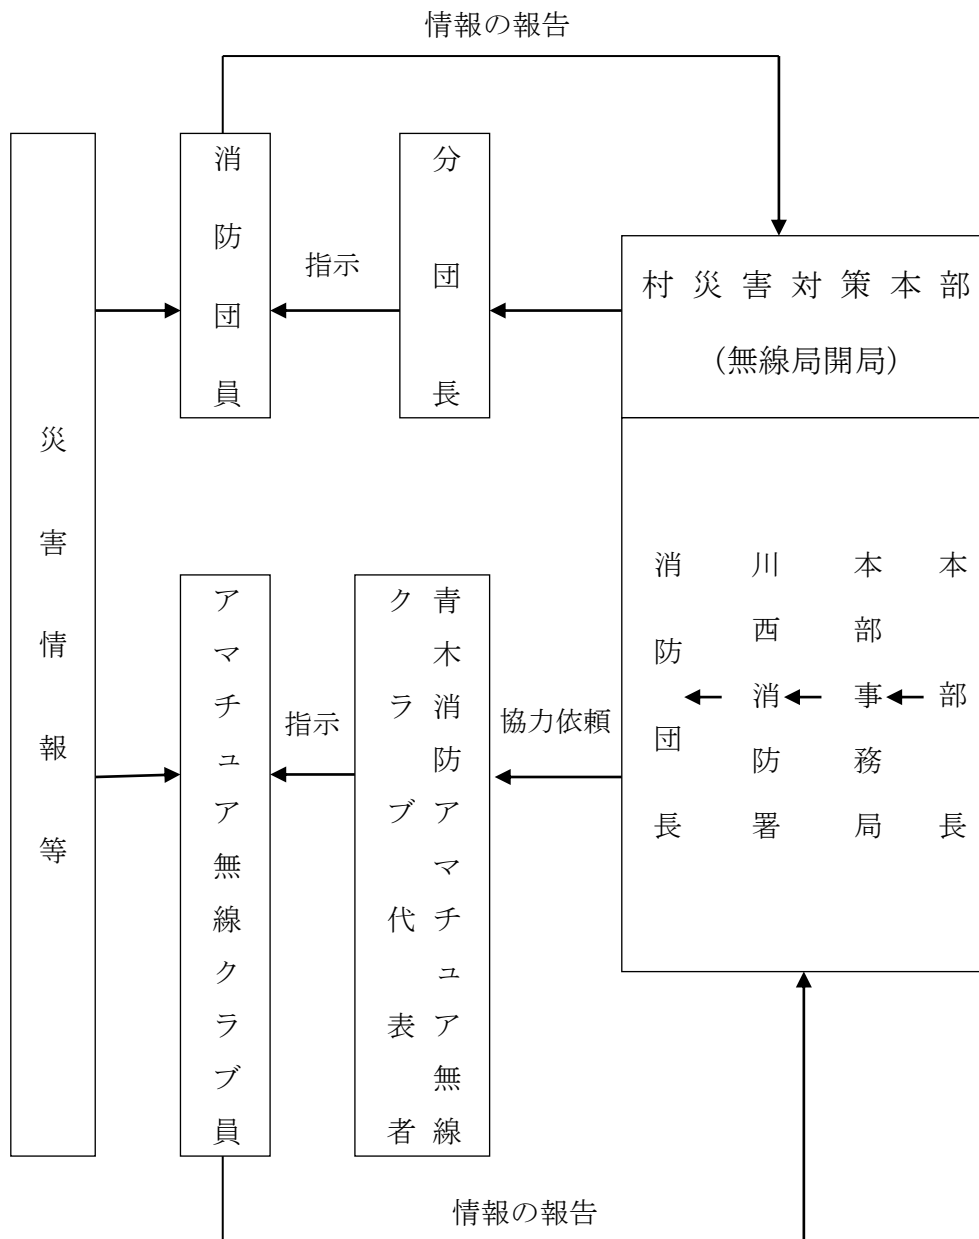 情報の報告
災害情報等
消防団員
指示
分団長
村災害対策本部
(無線局開局)
本部長
本部事務局
川西消防署
消防団長
アマチュア無線クラブ員
指示
青木消防アマチュア無線
クラブ代表者
協力依頼
情報の報告